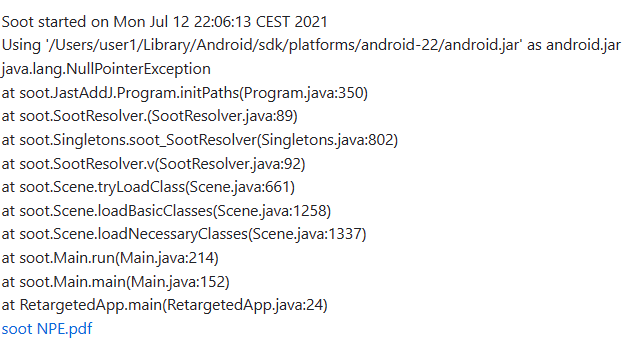 Soot started on Mon Jul 12 22:06:13 CEST 2021
Using '/Users/user1/Library/Android/sdk/platforms/android-22/android.jar' as android.jar
java.lang.NullPointerException
at soot.JastAddJ.Program.initPaths(Program.java:350)
at soot.SootResolver.(SootResolver.java:89)
at soot.Singletons.soot_SootResolver(Singletons.java:802)
at soot.SootResolver.v(SootResolver.java:92)
at soot.Scene.tryLoadClass(Scene.java:661)
at soot.Scene.loadBasicClasses(Scene.java:1258)
at soot.Scene.loadNecessaryClasses(Scene.java:1337)
at soot.Main.run(Main.java:214)
at soot.Main.main(Main.java:152)
at RetargetedApp.main(RetargetedApp.java:24)
soot NPE.pdf